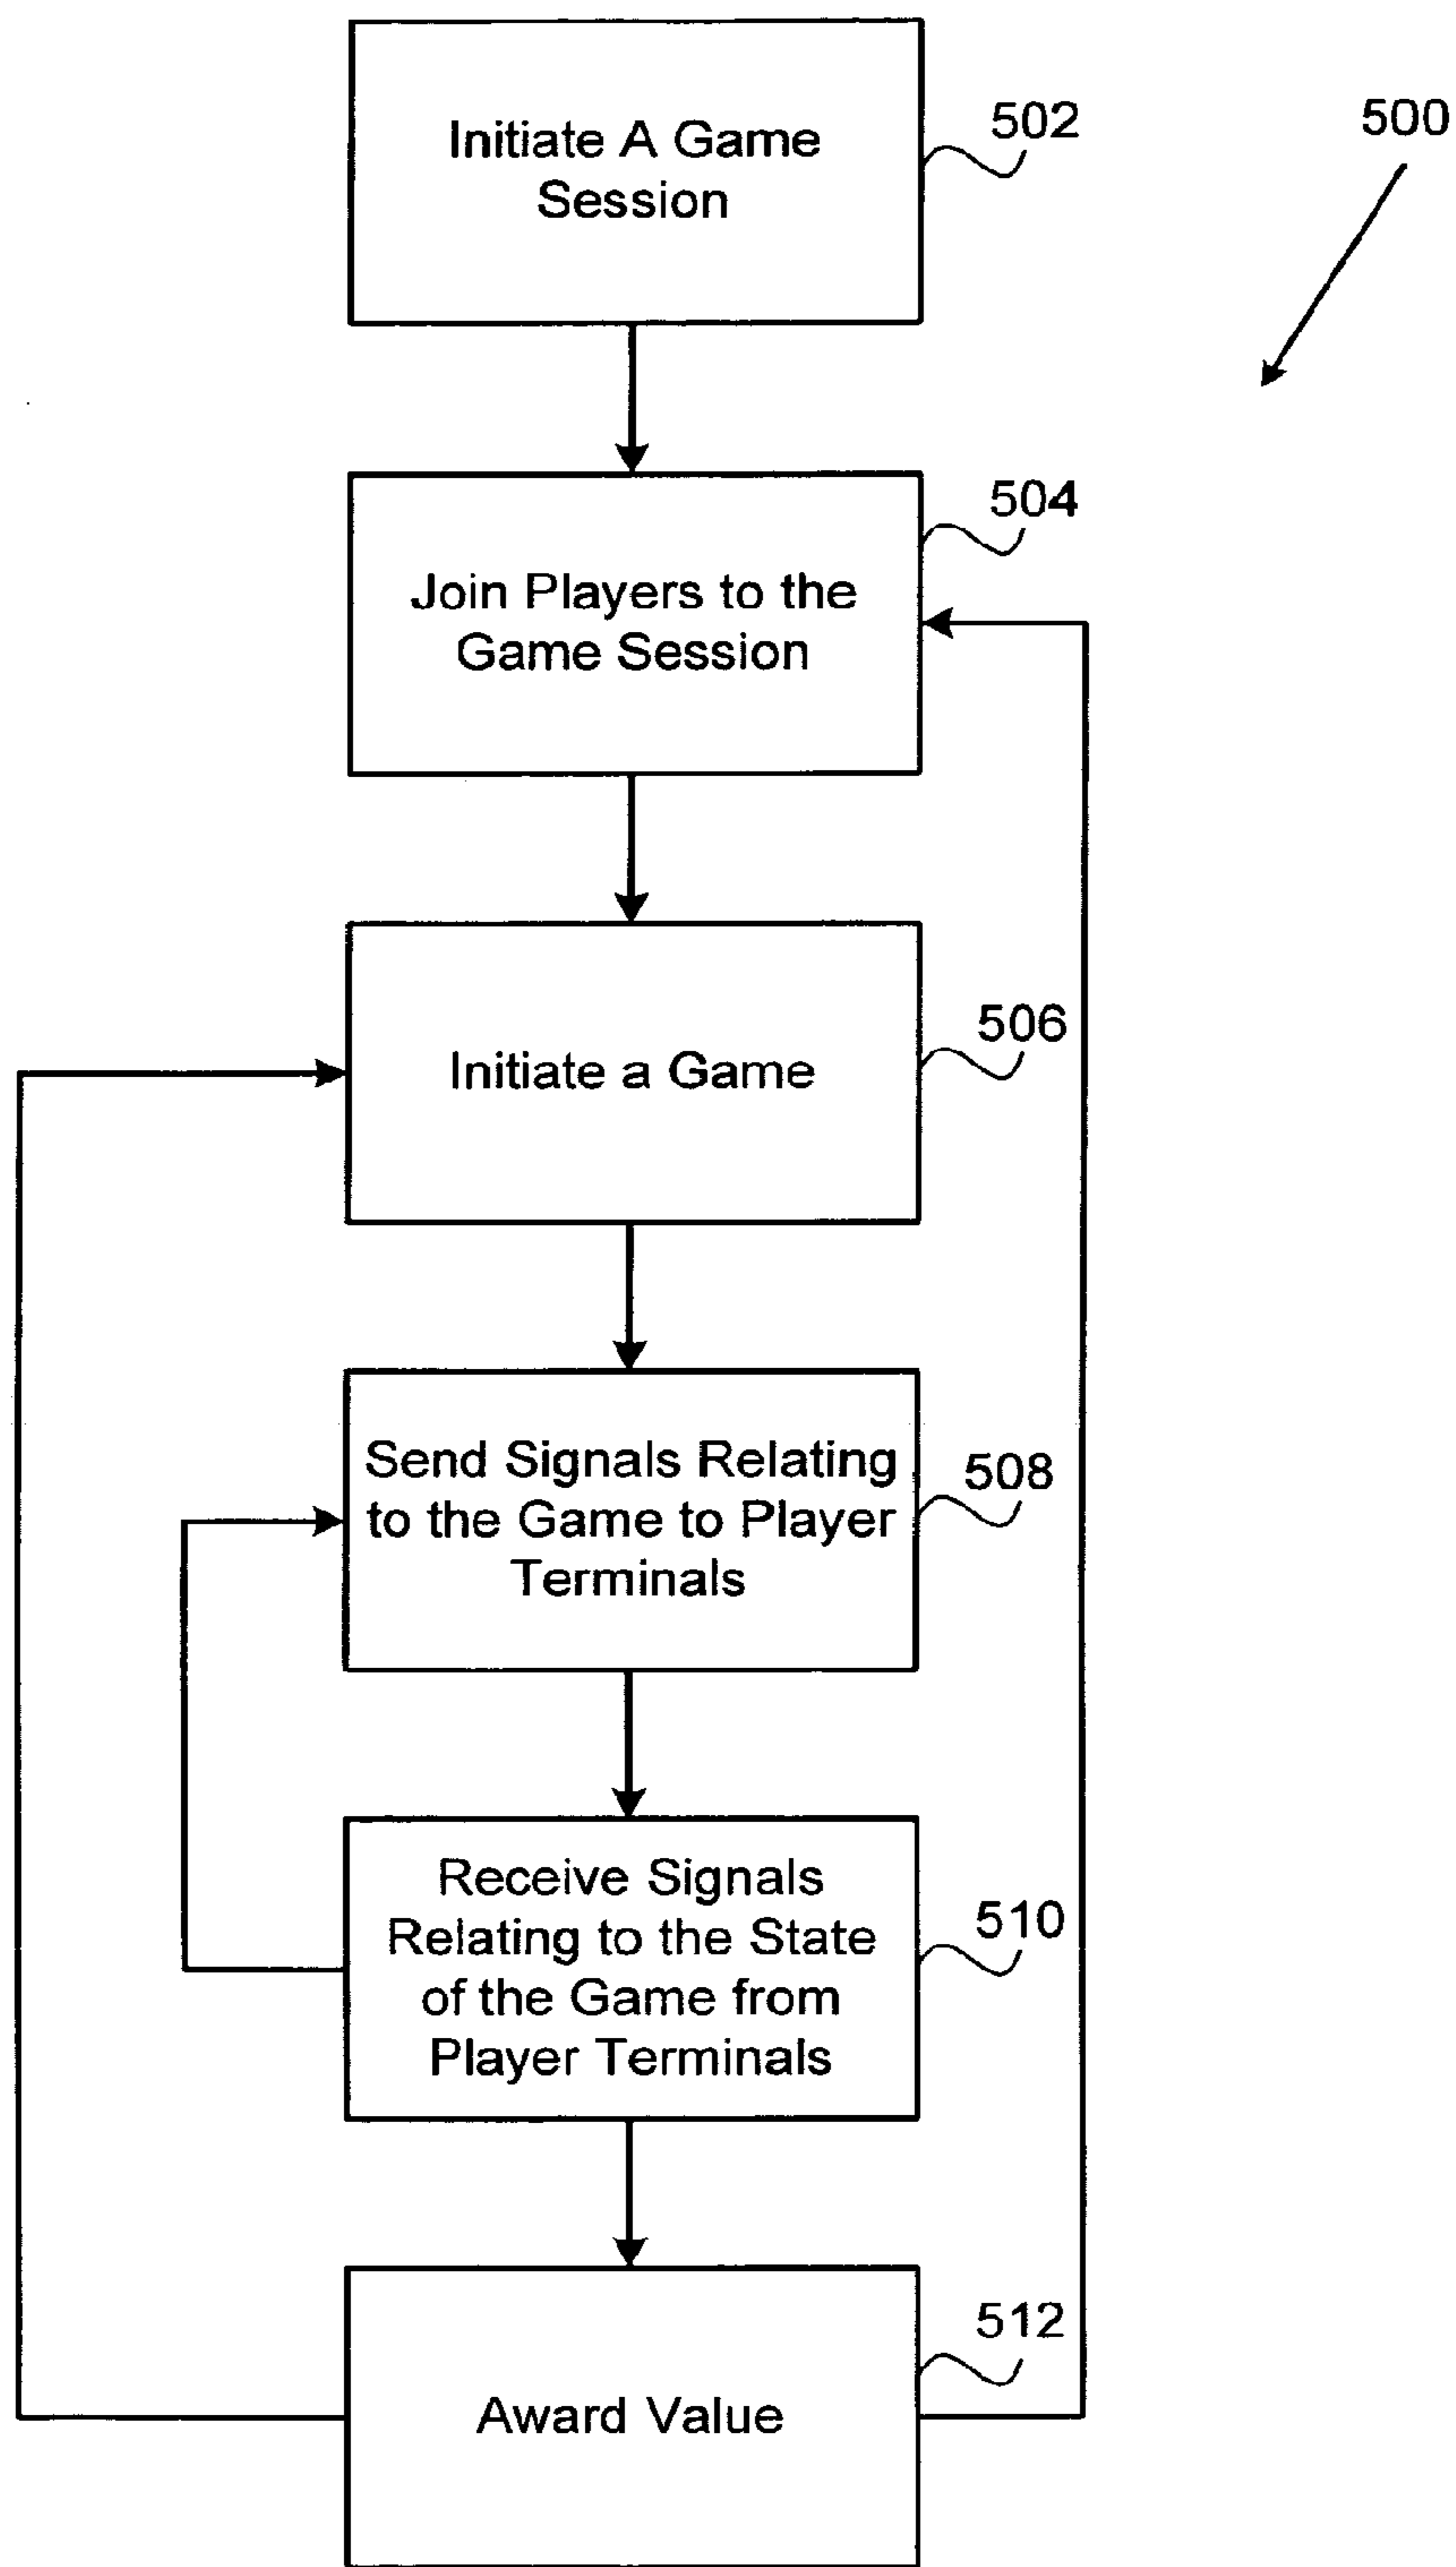 Initiate A Game
Session
502
500
Join Players to the
Game Session
504
Initiate a Game
506
Send Signals Relating
to the Game to Player
Terminals
508
Receive Signals
Relating to the State
of the Game from
Player Terminals
510
Award Value
512